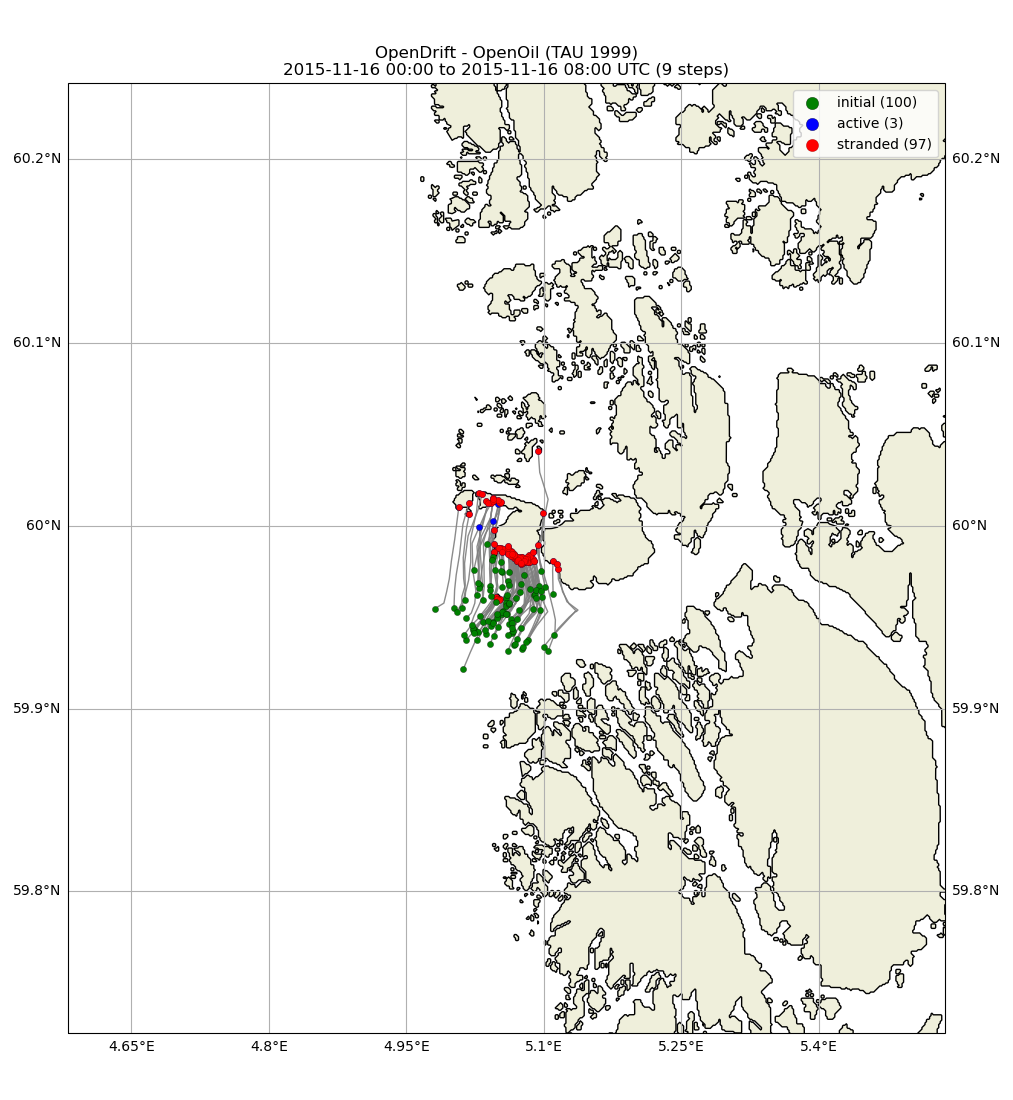 OpenDrift - OpenOil (TAU 1999)
2015-11-16 00:00 to 2015-11-16 08:00 UTC (9 steps)
initial (100)
active (3)
stranded (97)
60.2°N
60.2°N
60.1°N
60.1°N
60°N
60°N
59.9°N
59.9°N
59.8°N
59.8°N
4.65°E
4.8°E
4.95°E
5.1°E
5.25°E
5.4°E